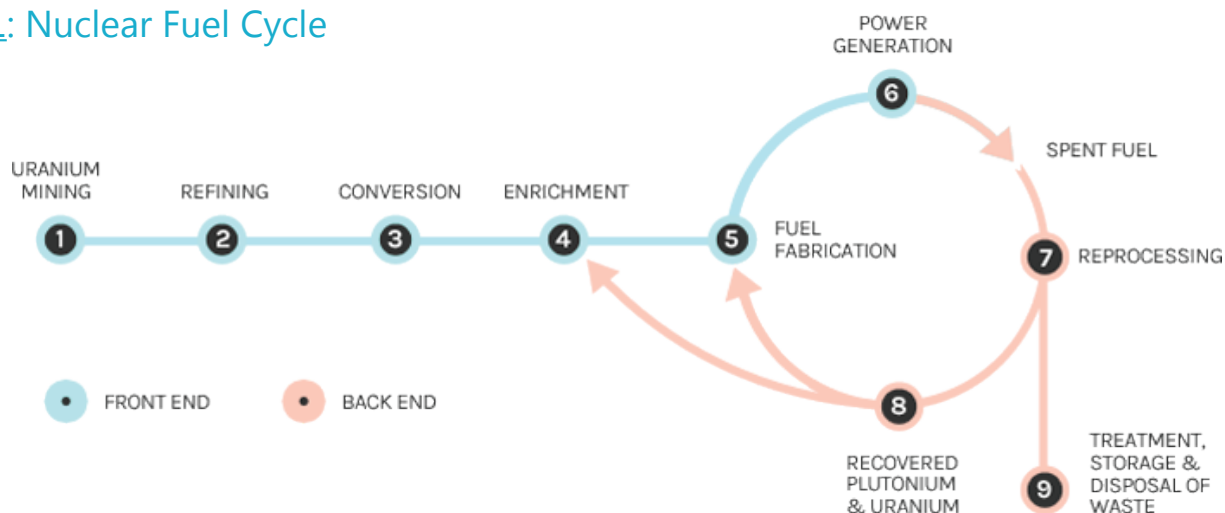 : Nuclear Fuel Cycle
POWER
GENERATION
6
SPENT FUEL
URANIUM
MINING
REFINING
CONVERSION
ENRICHMENT
1
2
3
4
5
FUEL
FABRICATION
7
REPROCESSING
FRONT END
BACK END
8
RECOVERED
PLUTONIUM
& URANIUM
9
TREATMENT,
STORAGE &
DISPOSAL OF
WASTE